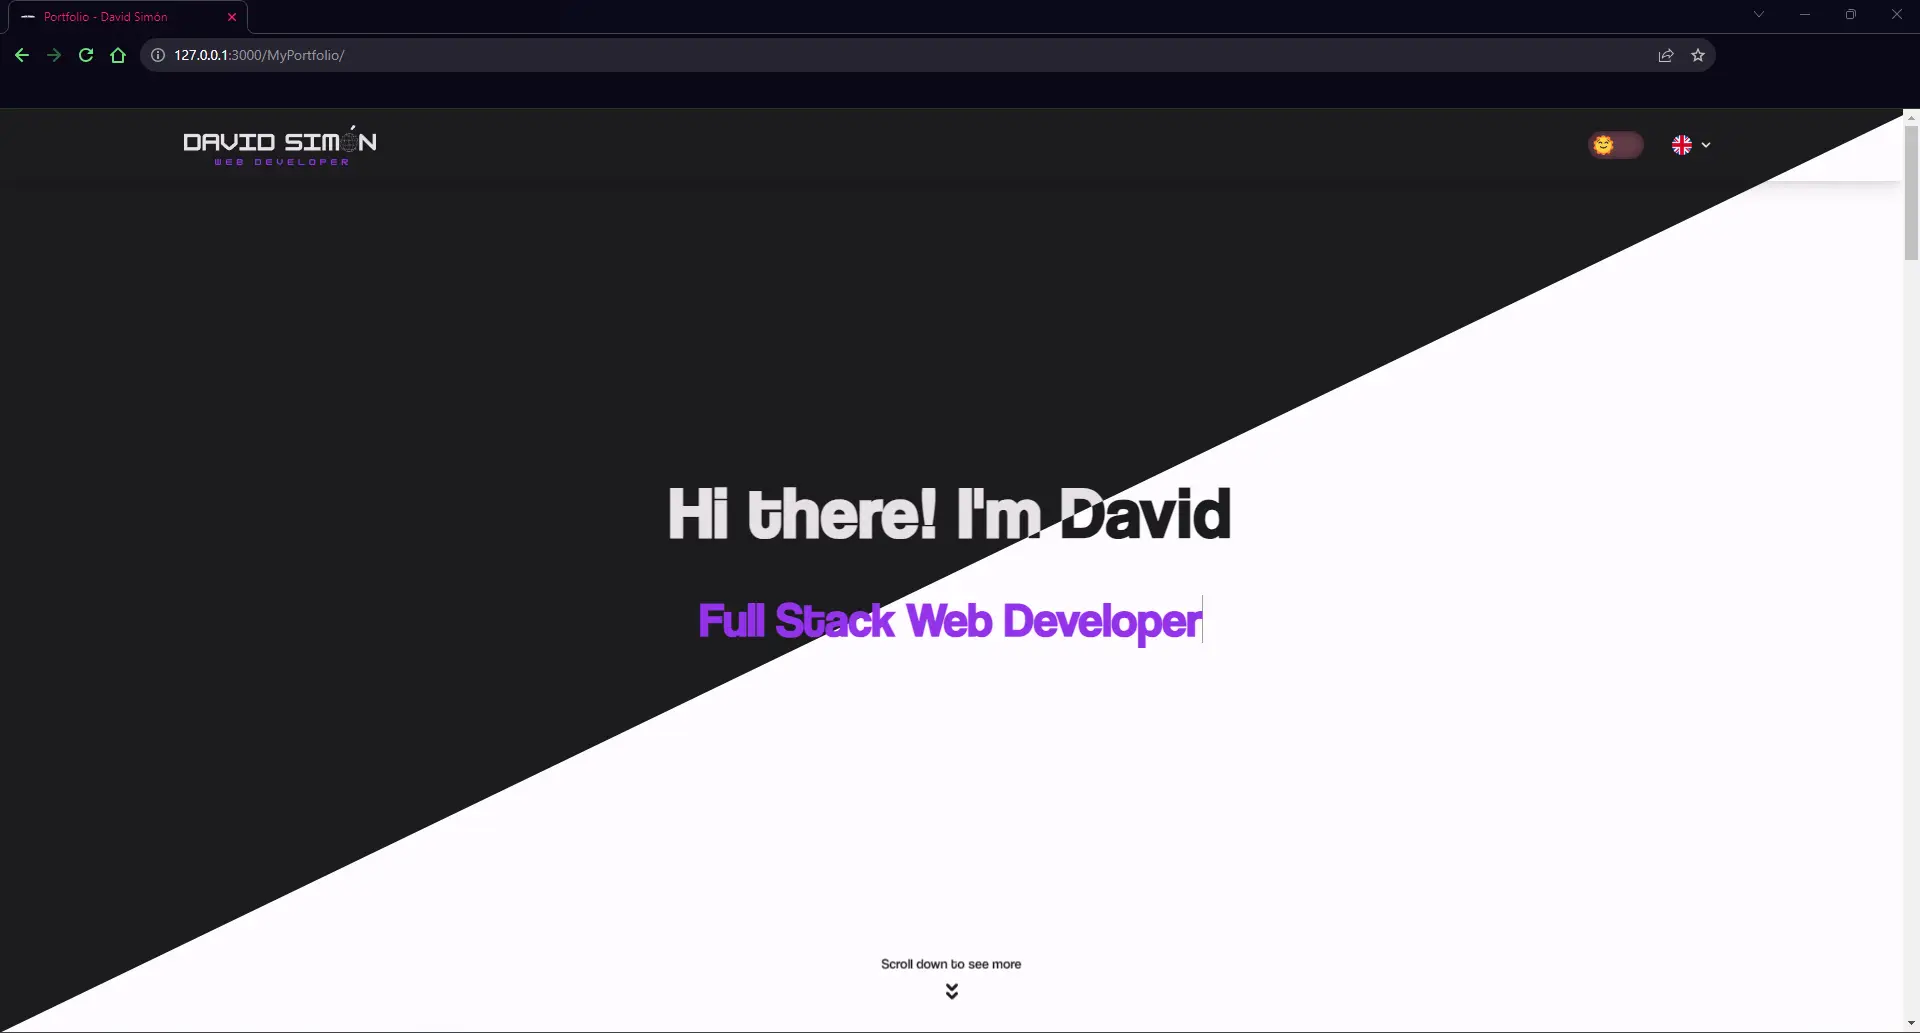 Portfolio - David Simón
127.0.0.1:3000/MyPortfolio/
DAVID SIMÓN
WEB DEVELOPER
Hi there! I'm David
Full Stack Web Developer
Scroll down to see more